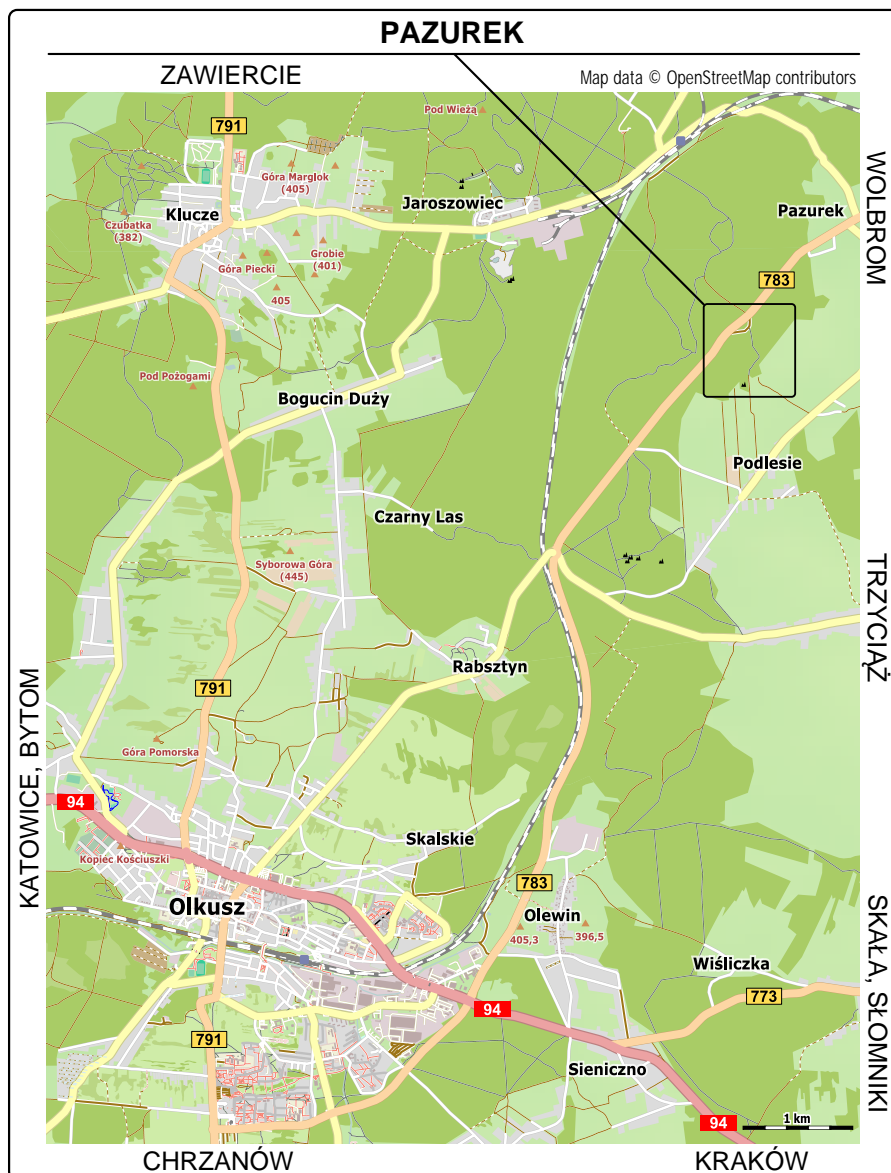 PAZUREK
ZAWIERCIE
Map data © OpenStreetMap contributors
791
Pod Wieżą
Góra Marglok
(405)
WOLBROM
Jaroszowiec
Klucze
Pazurek
Czubatka
(382)
Grobie
(401)
Góra Piecki
405
783
Pod Pożogami
Bogucin Duży
Podlesie
Czarny Las
Syborowa Góra
(445)
TRZYCIĄŻ
Rabsztyn
791
KATOWICE, BYTOM
Góra Pomorska
94
Skalskie
Kopiec Kościuszki
783
Olkusz
Olewin
405,3
396,5
SKAŁA, SŁOMNIKI
Wiśliczka
773
94
791
Sieniczno
94
1 km
CHRZANÓW
KRAKÓW